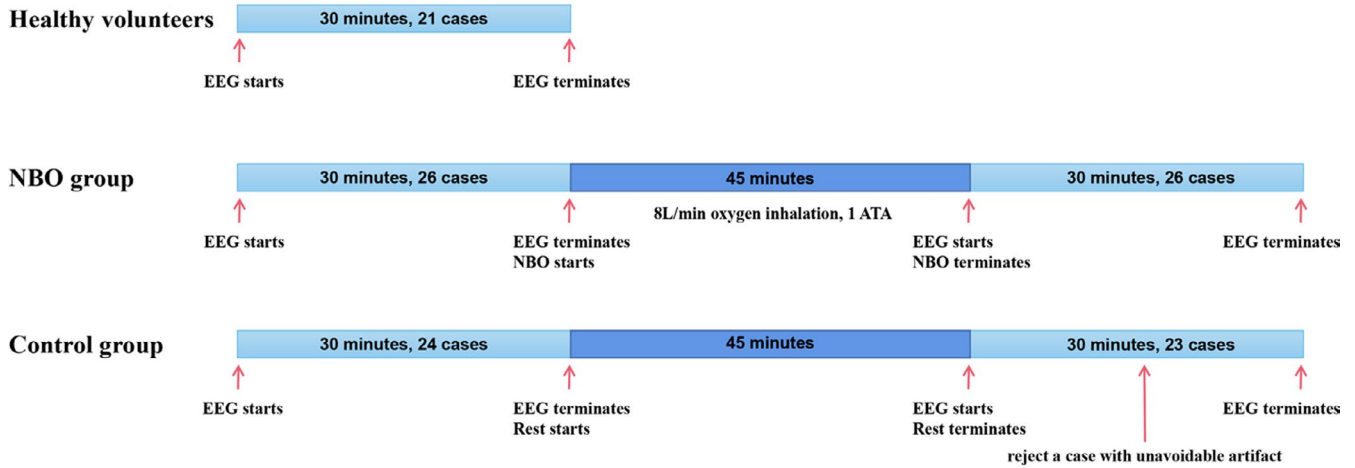 Healthy volunteers
30 minutes, 21 cases
EEG starts
EEG terminates
NBO group
30 minutes, 26 cases
45 minutes
30 minutes, 26 cases
8L/min oxygen inhalation, 1 ATA
EEG starts
EEG terminates
NBO starts
EEG starts
NBO terminates
EEG terminates
Control group
30 minutes, 24 cases
45 minutes
30 minutes, 23 cases
EEG starts
EEG terminates
Rest starts
EEG starts
Rest terminates
EEG terminates
reject a case with unavoidable artifact